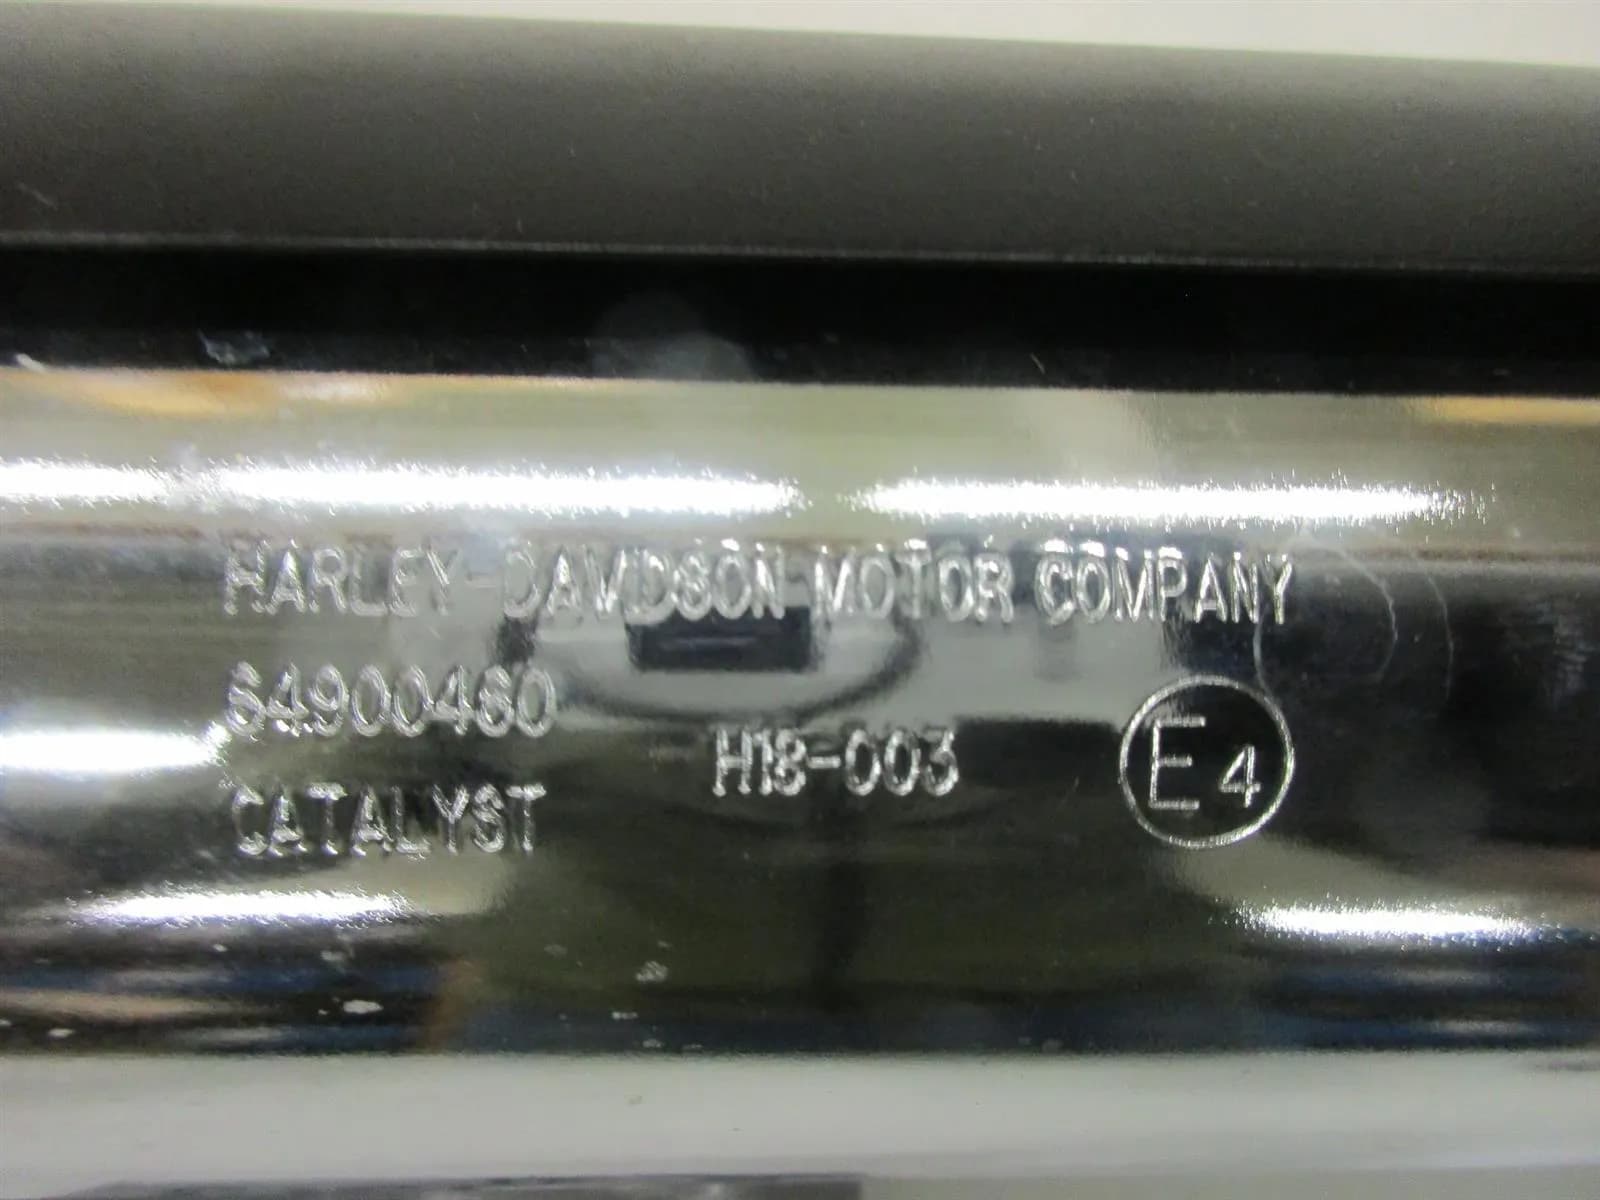 HARLEY-DAVIDSON MOTOR COMPANY
64900460
H18-003
E4
CATALYST